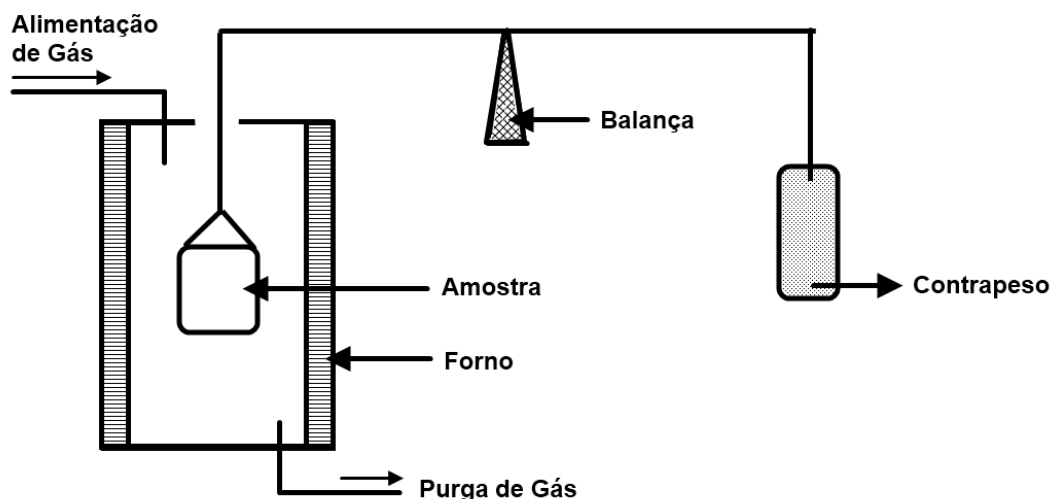 Alimentação
de Gás
Balança
Amostra
Contrapeso
Forno
Purga de Gás